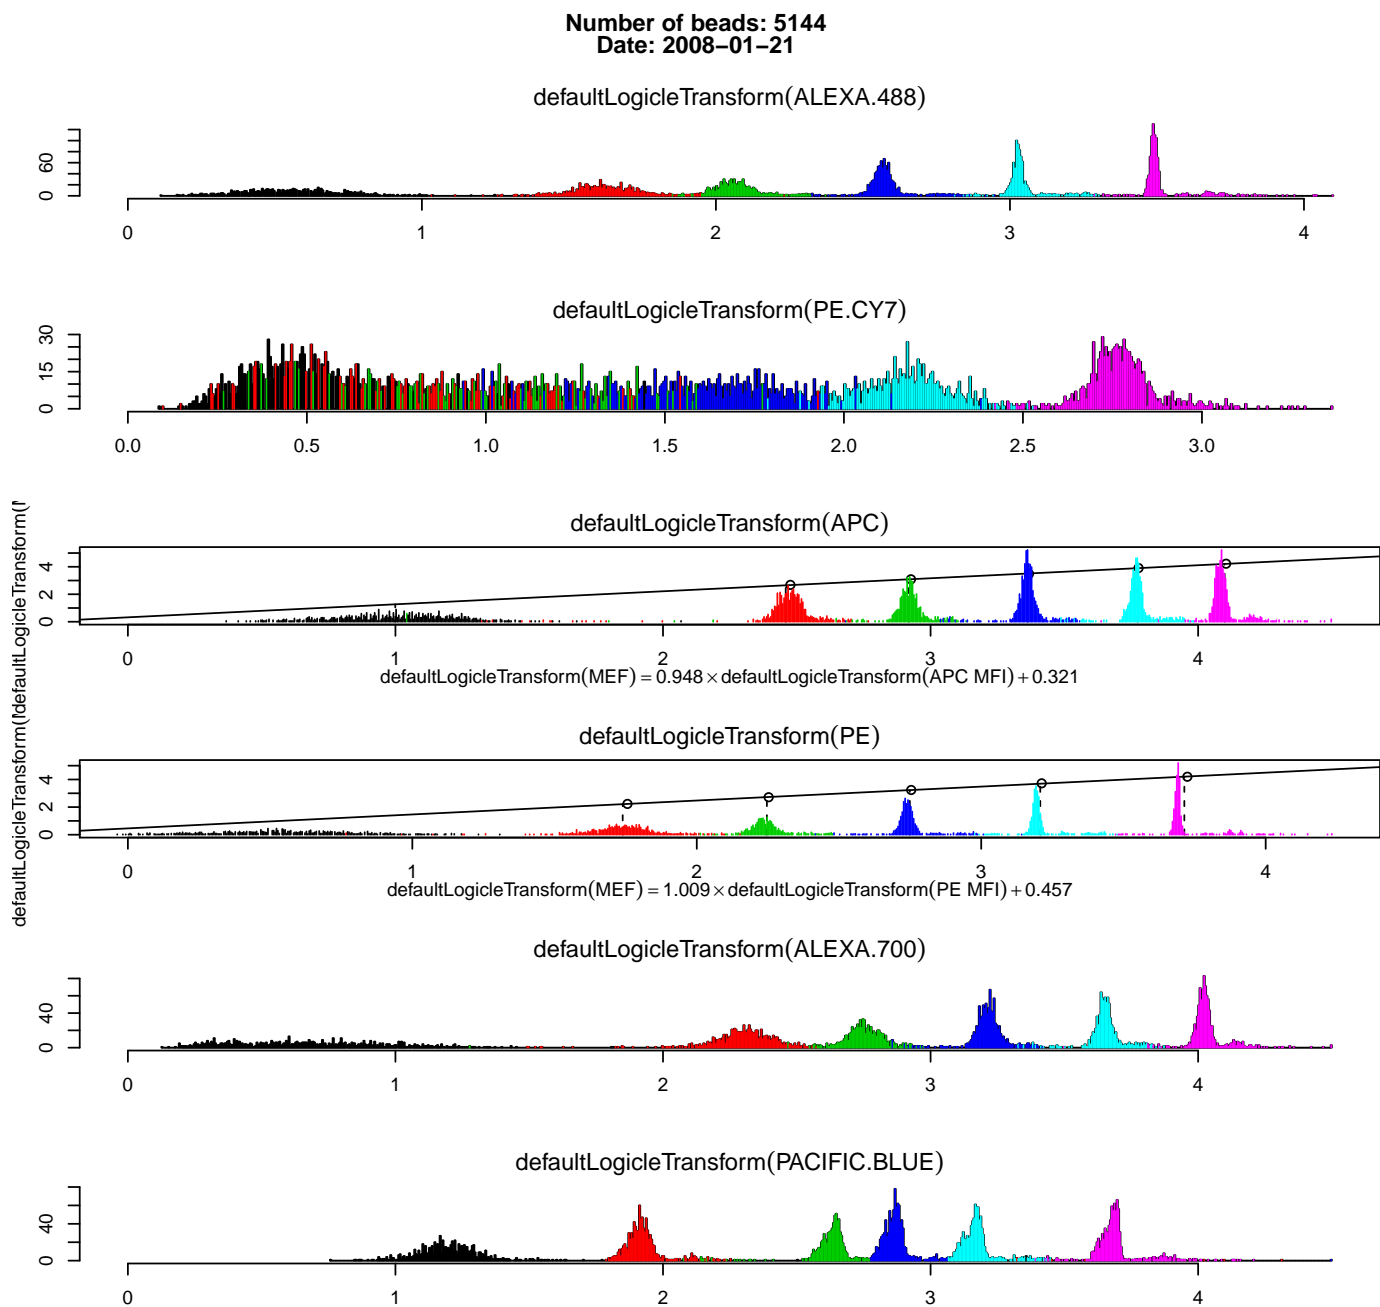 Number of beads: 5144
Date: 2008−01−21
defaultLogicleTransform(ALEXA.488)
0 60
0 1 2 3 4
defaultLogicleTransform(PE.CY7)
0 15 30
0.0 0.5 1.0 1.5 2.0 2.5 3.0
defaultLogicleTransform(APC)
0 2 4
0 1 2 3 4
defaultLogicleTransform(MEF) = 0.948 × defaultLogicleTransform(APC MFI) + 0.321
defaultLogicleTransform(PE)
0 2 4
0 1 2 3 4
defaultLogicleTransform(MEF) = 1.009 × defaultLogicleTransform(PE MFI) + 0.457
defaultLogicleTransform(ALEXA.700)
0 40
0 1 2 3 4
defaultLogicleTransform(PACIFIC.BLUE)
0 40
0 1 2 3 4